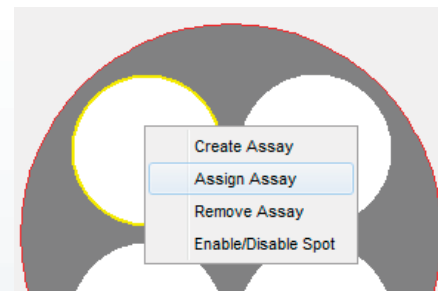 Create Assay
Assign Assay
Remove Assay
Enable/Disable Spot